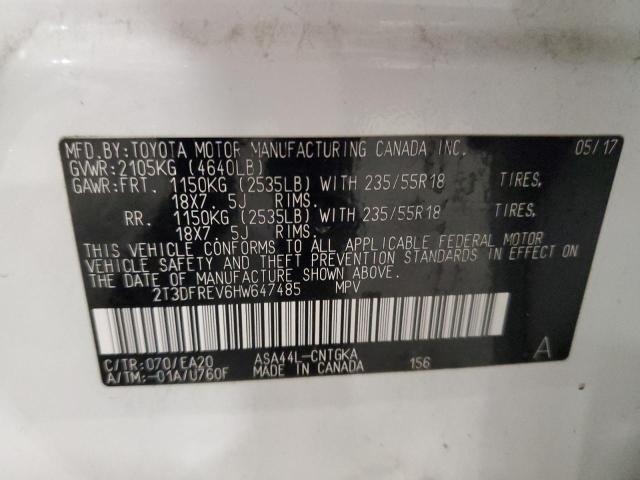 MFD.BY:TOYOTA MOTOR MANUFACTURING CANADA INC. 05/17
GVWR:2105KG (4640LB)
GAWR:FRT. 1150KG (2535LB) WITH 235/55R18 TIRES,
18X7. 5J RIMS.
RR. 1150KG (2535LB) WITH 235/55R18 TIRES,
18X7. 5J RIMS.
THIS VEHICLE CONFORMS TO ALL APPLICABLE FEDERAL MOTOR
VEHICLE SAFETY AND THEFT PREVENTION STANDARDS IN EFFECT ON
THE DATE OF MANUFACTURE SHOWN ABOVE.
2T3DFREV6HW647485 MPV
C/TR:070/EA20 ASA44L-CNTGKA 156 A
A/TM:-01A/U760F MADE IN CANADA